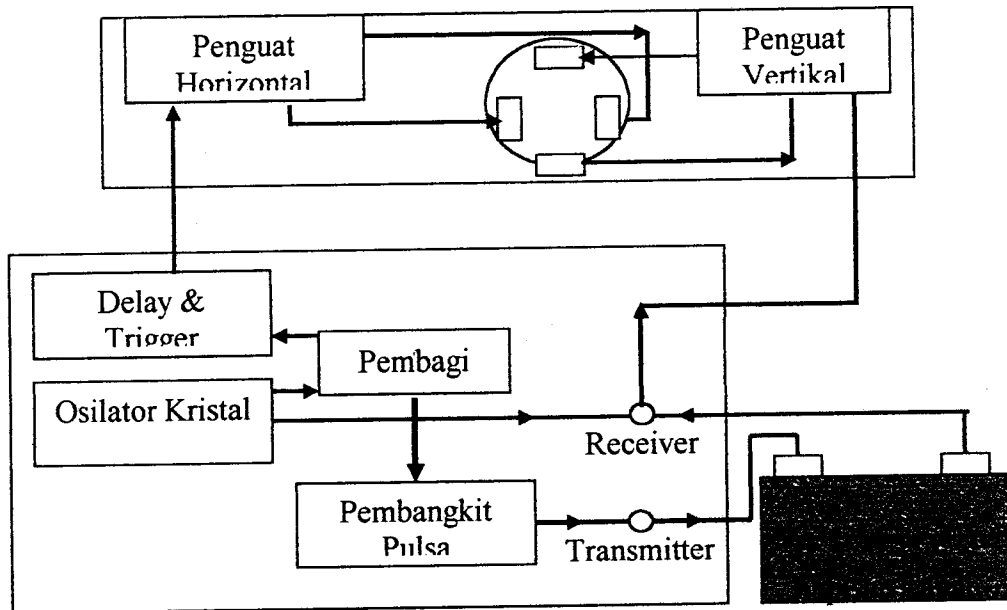 Penguat
Horizontal
Penguat
Vertikal
Delay &
Trigger
Pembagi
Osilator Kristal
Receiver
Pembangkit
Pulsa
Transmitter